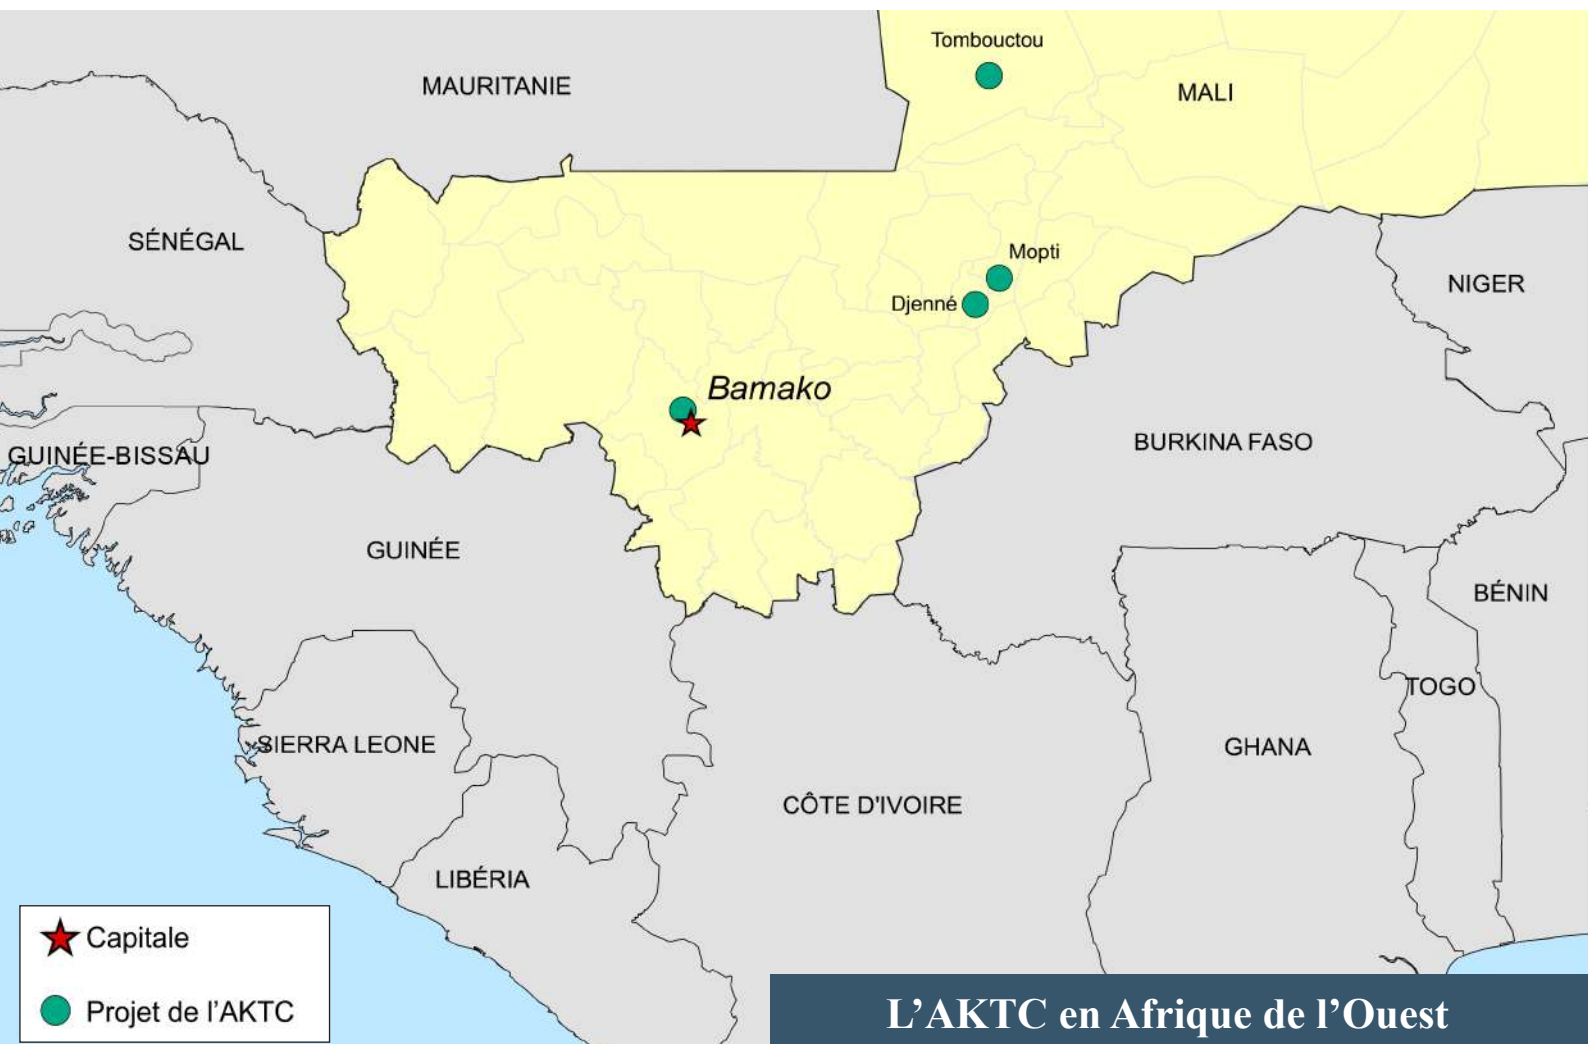 Tombouctou
MAURITANIE
MALI
SÉNÉGAL
Mopti
NIGER
Djenné
Bamako
BURKINA FASO
GUINÉE-BISSAU
GUINÉE
BÉNIN
TOGO
SIERRA LEONE
GHANA
CÔTE D'IVOIRE
LIBÉRIA
Capitale
Projet de l’AKTC
L’AKTC en Afrique de l’Ouest